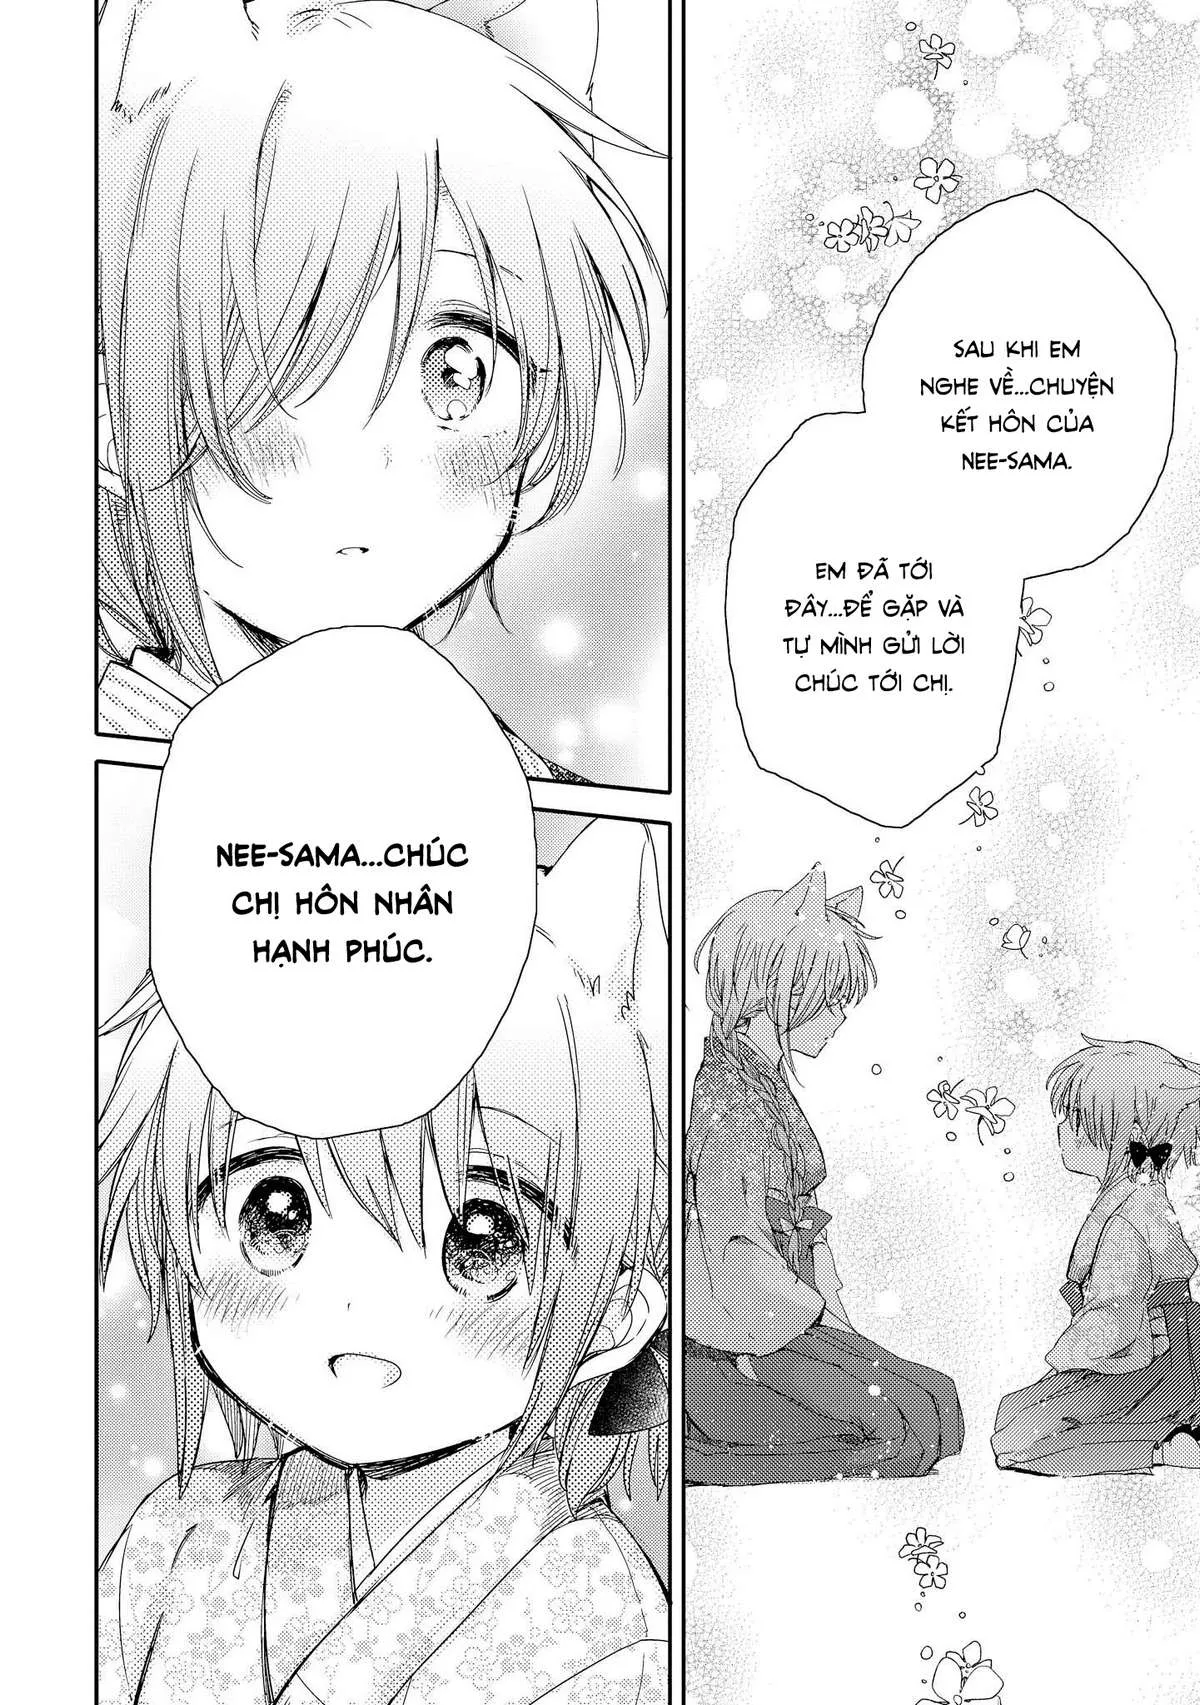 SAU KHI EM
NGHE VỀ...CHUYỆN
KẾT HÔN CỦA
NEE-SAMA.
EM ĐÃ TỚI
ĐÂY...ĐỂ GẶP VÀ
TỰ MÌNH GỬI LỜI
CHÚC TỚI CHỊ.
NEE-SAMA...CHÚC
CHỊ HÔN NHÂN
HẠNH PHÚC.